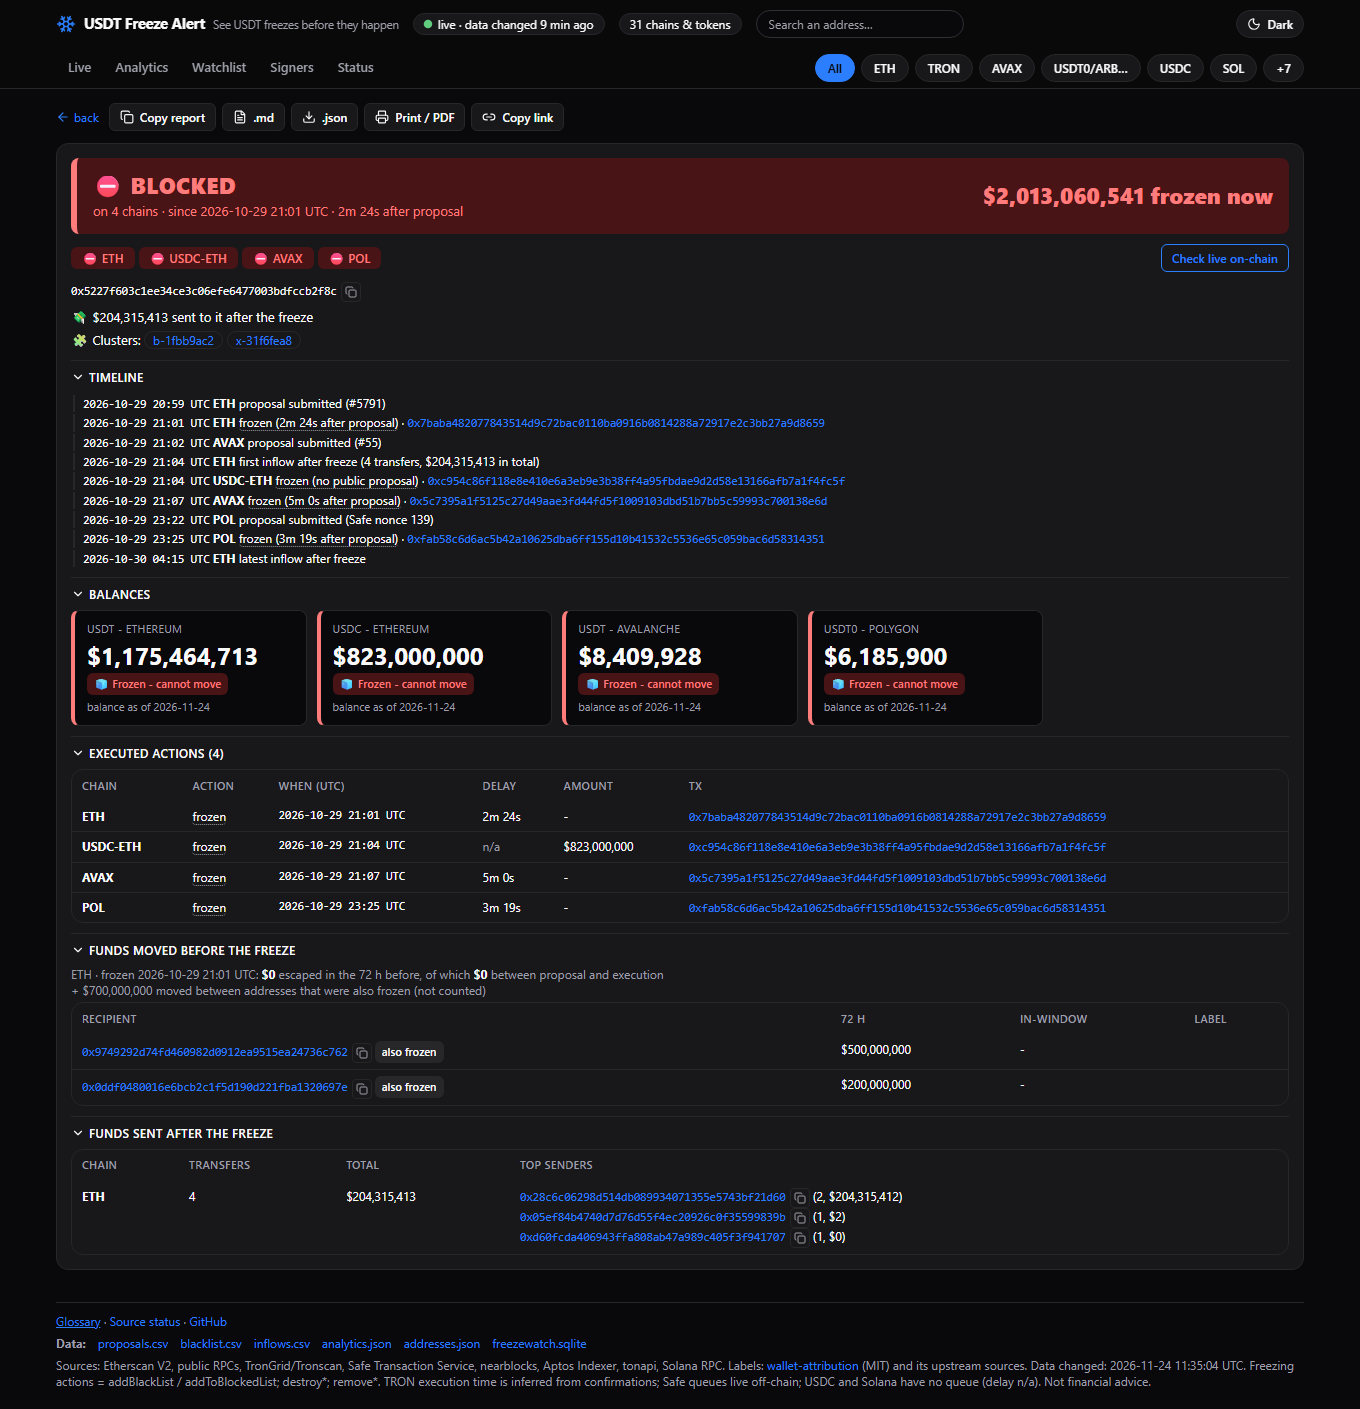 USDT Freeze Alert See USDT freezes before they happen live · data changed 9 min ago 31 chains & tokens Search an address... Dark
Live Analytics Watchlist Signers Status All ETH TRON AVAX USDT0/ARB... USDC SOL +7
← back Copy report .md .json Print / PDF Copy link
BLOCKED
on 4 chains · since 2026-10-29 21:01 UTC · 2m 24s after proposal
$2,013,060,541 frozen now
ETH USDC-ETH AVAX POL Check live on-chain
0x5227f603c1ee34ce3c06efe6477003bdfccb2f8c
$204,315,413 sent to it after the freeze
Clusters: b-1fbb9ac2 x-31f6fea8
TIMELINE
2026-10-29 20:59 UTC ETH proposal submitted (#5791)
2026-10-29 21:01 UTC ETH frozen (2m 24s after proposal) · 0x7baba482077843514d9c72bac0110ba0916b0814288a72917e2c3bb27a9d8659
2026-10-29 21:02 UTC AVAX proposal submitted (#55)
2026-10-29 21:04 UTC ETH first inflow after freeze (4 transfers, $204,315,413 in total)
2026-10-29 21:04 UTC USDC-ETH frozen (no public proposal) · 0xc954c86f118e8e410e6a3eb9e3b38ff4a95fbdae9d2d58e13166afb7a1f4fc5f
2026-10-29 21:07 UTC AVAX frozen (5m 0s after proposal) · 0x5c7395a1f5125c27d49aae3fd44fd5f1009103dbd51b7bb5c59993c700138e6d
2026-10-29 23:22 UTC POL proposal submitted (Safe nonce 139)
2026-10-29 23:25 UTC POL frozen (3m 19s after proposal) · 0xfab58c6d6ac5b42a10625dba6ff155d10b41532c5536e65c059bac6d58314351
2026-10-30 04:15 UTC ETH latest inflow after freeze
BALANCES
USDT - ETHEREUM USDC - ETHEREUM USDT - AVALANCHE USDT0 - POLYGON
$1,175,464,713 $823,000,000 $8,409,928 $6,185,900
Frozen - cannot move Frozen - cannot move Frozen - cannot move Frozen - cannot move
balance as of 2026-11-24 balance as of 2026-11-24 balance as of 2026-11-24 balance as of 2026-11-24
EXECUTED ACTIONS (4)
CHAIN ACTION WHEN (UTC) DELAY AMOUNT TX
ETH frozen 2026-10-29 21:01 UTC 2m 24s - 0x7baba482077843514d9c72bac0110ba0916b0814288a72917e2c3bb27a9d8659
USDC-ETH frozen 2026-10-29 21:04 UTC n/a $823,000,000 0xc954c86f118e8e410e6a3eb9e3b38ff4a95fbdae9d2d58e13166afb7a1f4fc5f
AVAX frozen 2026-10-29 21:07 UTC 5m 0s - 0x5c7395a1f5125c27d49aae3fd44fd5f1009103dbd51b7bb5c59993c700138e6d
POL frozen 2026-10-29 23:25 UTC 3m 19s - 0xfab58c6d6ac5b42a10625dba6ff155d10b41532c5536e65c059bac6d58314351
FUNDS MOVED BEFORE THE FREEZE
ETH · frozen 2026-10-29 21:01 UTC: $0 escaped in the 72 h before, of which $0 between proposal and execution
+ $700,000,000 moved between addresses that were also frozen (not counted)
RECIPIENT 72 H IN-WINDOW LABEL
0x9749292d74fd460982d0912ea9515ea24736c762 also frozen $500,000,000 -
0x0ddf0480016e6bcb2c1f5d190d221fba1320697e also frozen $200,000,000 -
FUNDS SENT AFTER THE FREEZE
CHAIN TRANSFERS TOTAL TOP SENDERS
ETH 4 $204,315,413 0x28c6c06298d514db089934071355e5743bf21d60 (2, $204,315,412)
0x05ef84b4740d7d76d55f4ec20926c0f35599839b (1, $2)
0xd60fcda406943ffa808ab47a989c405f3f941707 (1, $0)
Glossary · Source status · GitHub
Data: proposals.csv blacklist.csv inflows.csv analytics.json addresses.json freezewatch.sqlite
Sources: Etherscan V2, public RPCs, TronGrid/Tronscan, Safe Transaction Service, nearblocks, Aptos Indexer, tonapi, Solana RPC. Labels: wallet-attribution (MIT) and its upstream sources. Data changed: 2026-11-24 11:35:04 UTC. Freezing
actions = addBlackList / addToBlockedList; destroy*; remove*. TRON execution time is inferred from confirmations; Safe queues live off-chain; USDC and Solana have no queue (delay n/a). Not financial advice.